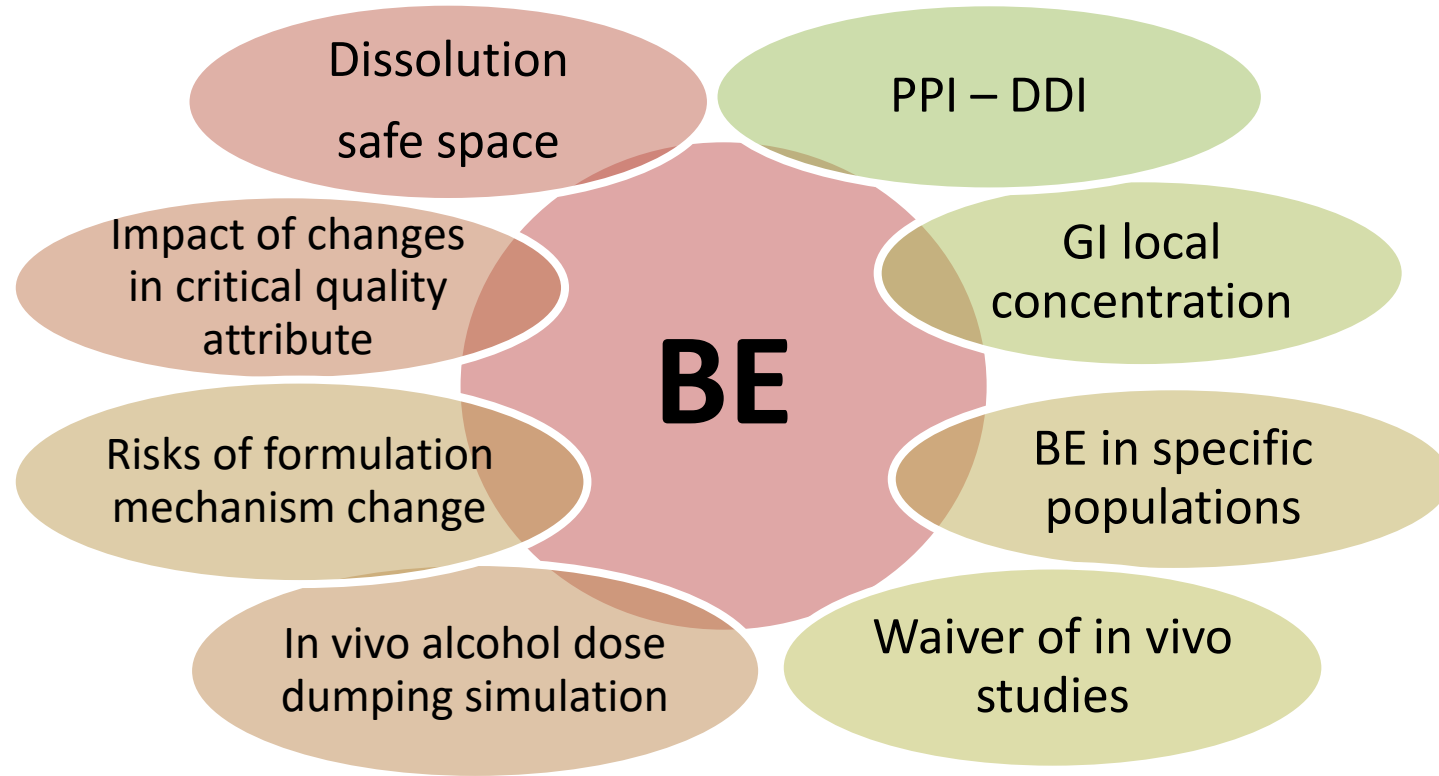 Dissolution
safe space
PPI – DDI
Impact of changes
in critical quality
attribute
GI local
concentration
BE
Risks of formulation
mechanism change
BE in specific
populations
In vivo alcohol dose
dumping simulation
Waiver of in vivo
studies